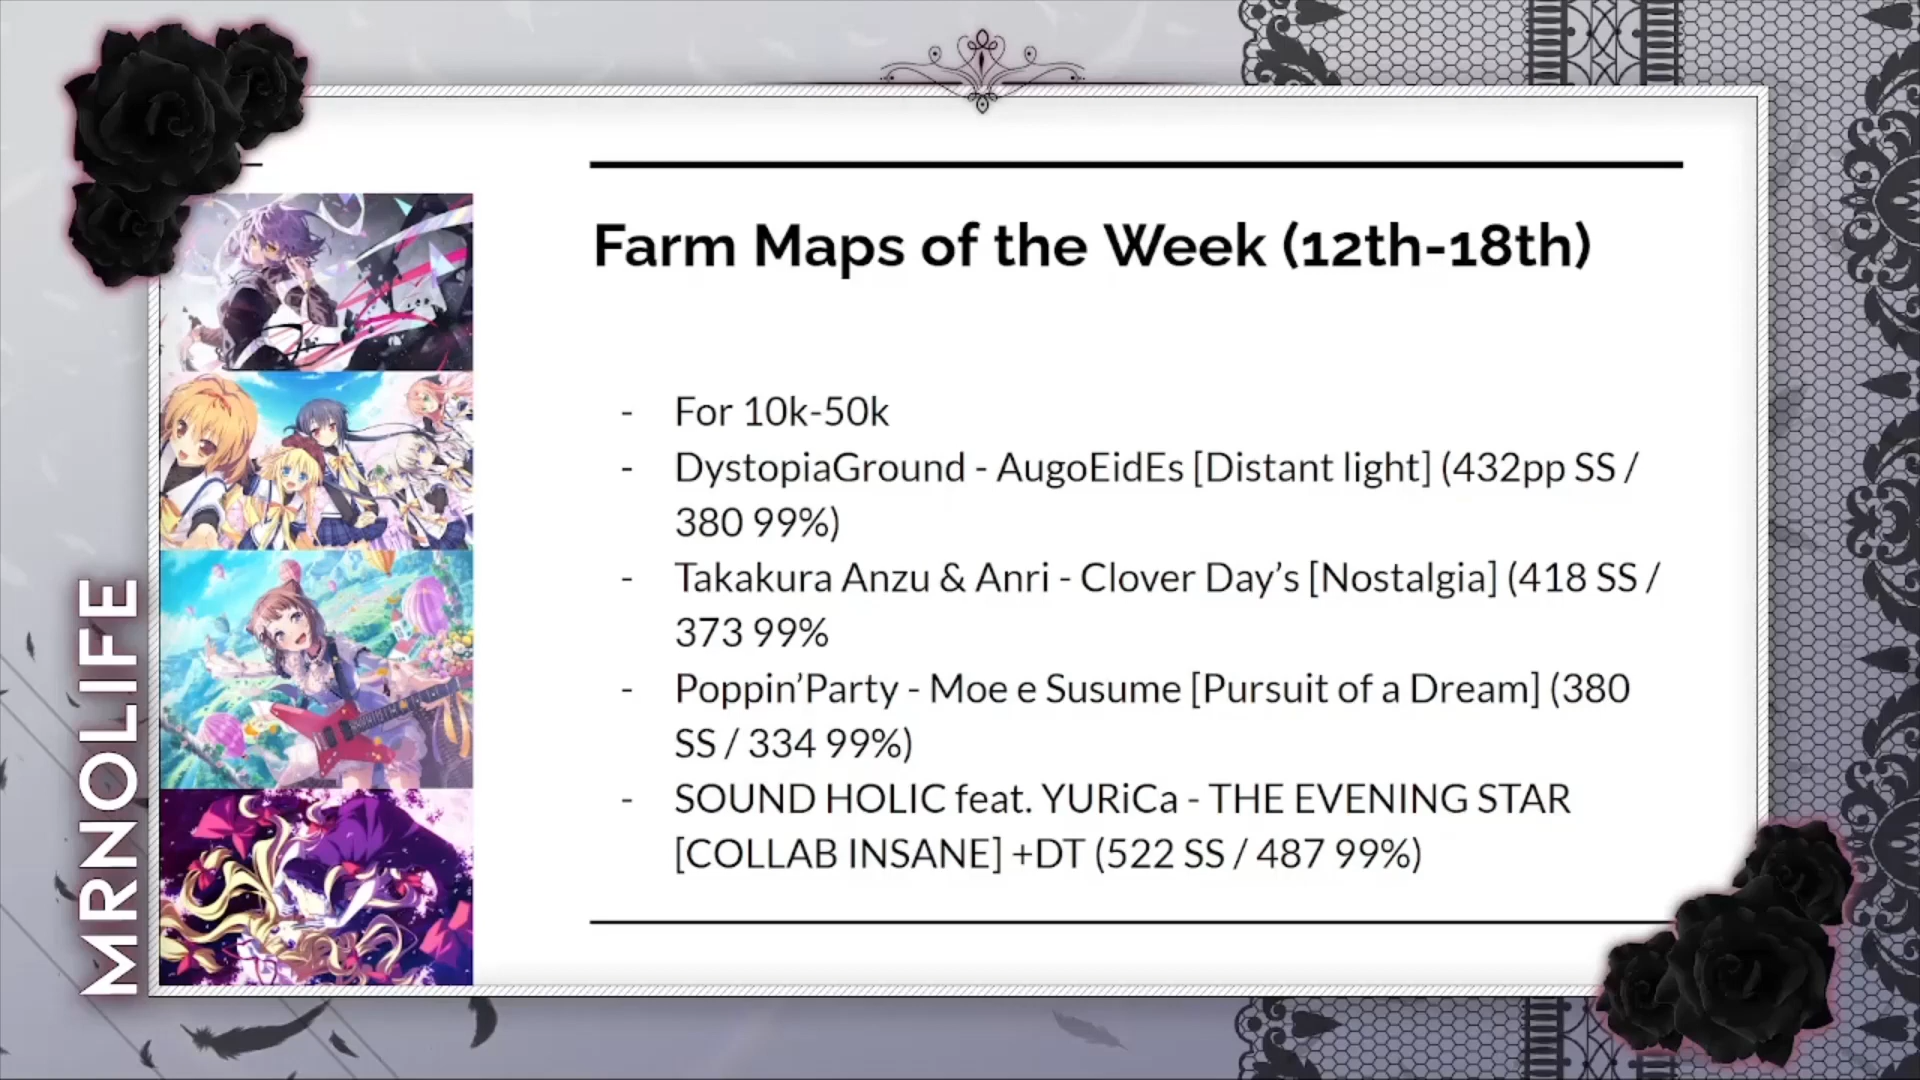 Farm Maps of the Week (12th-18th)
- For 10k-50k
- DystopiaGround - AugoEidEs [Distant light] (432pp SS /
380 99%)
- Takakura Anzu & Anri - Clover Day’s [Nostalgia] (418 SS /
373 99%
- Poppin’Party - Moe e Susume [Pursuit of a Dream] (380
SS / 334 99%)
- SOUND HOLIC feat. YURiCa - THE EVENING STAR
[COLLAB INSANE] +DT (522 SS / 487 99%)
MRNOLIFE